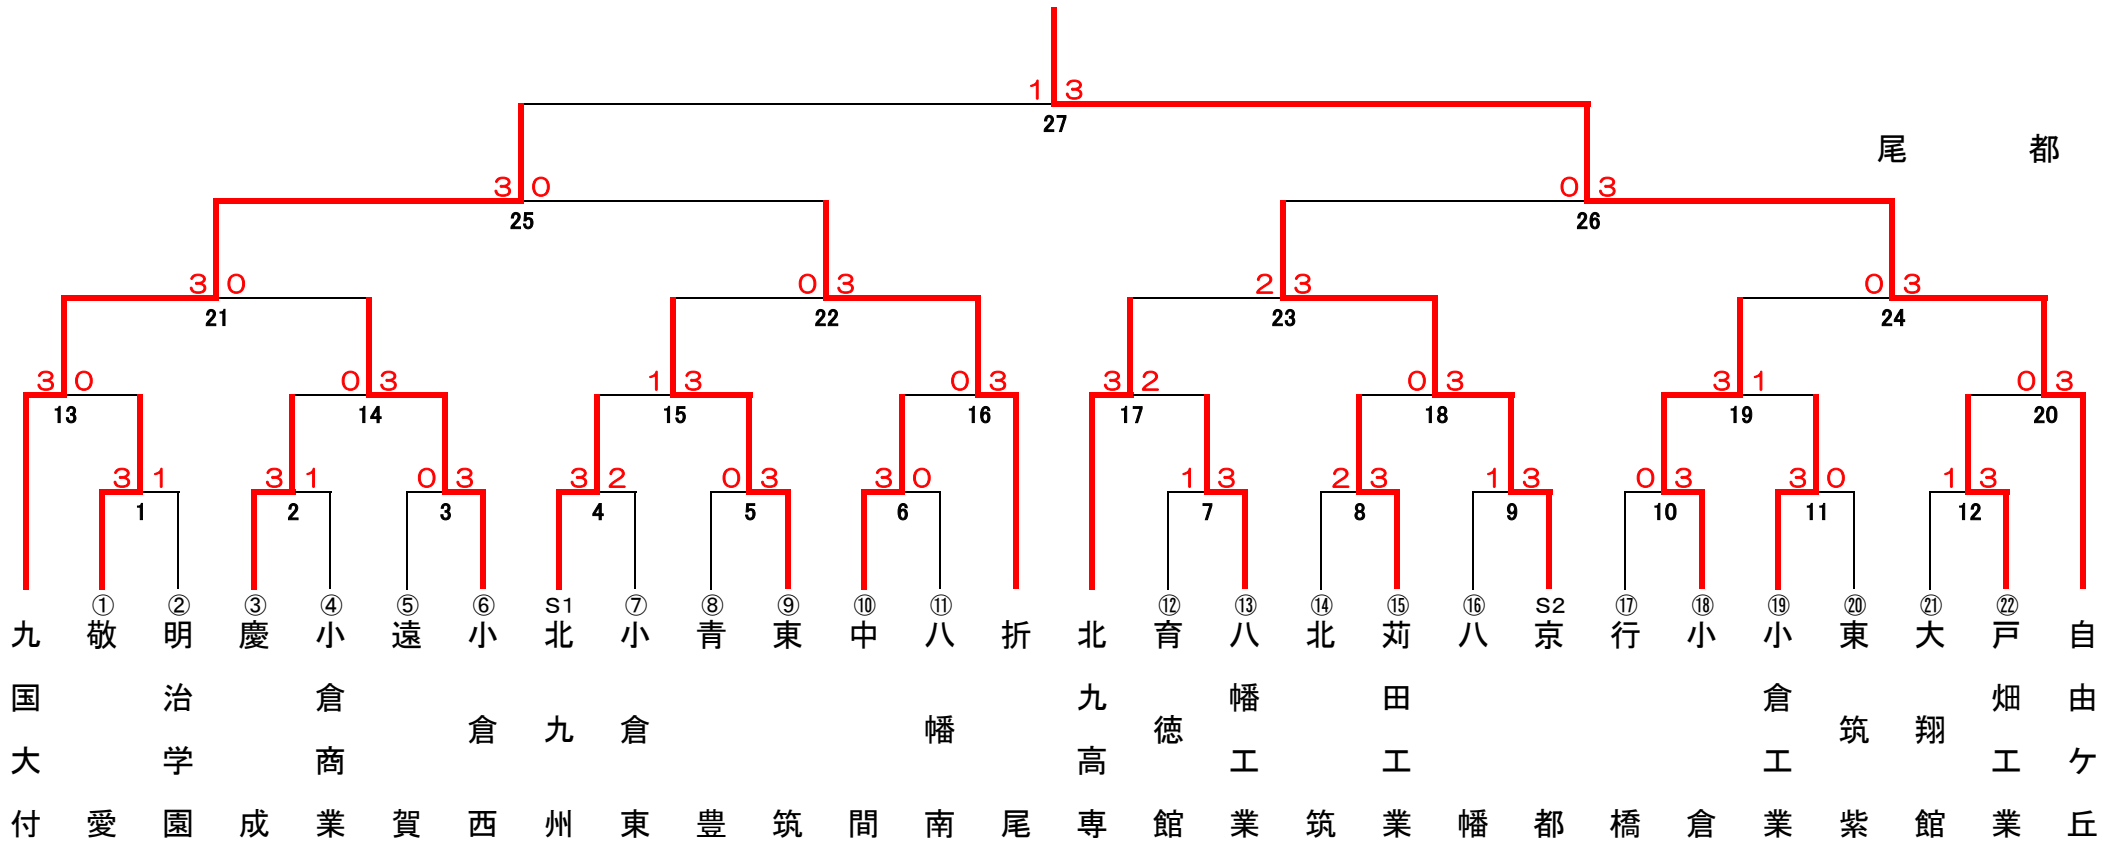 1 3
27
尾 都
3 0 0 3
25 26
3 0 0 3 2 3 0 3
21 22 23 24
3 0 0 3 1 3 0 3 3 2 0 3 3 1 0 3
13 14 15 16 17 18 19 20
3 1 3 1 0 3 3 2 0 3 3 0 1 3 2 3 1 3 0 3 3 0 1 3
1 2 3 4 5 6 7 8 9 10 11 12
九国大付
① 敬愛
② 明治学園
③ 慶成
④ 小倉商業
⑤ 遠賀
⑥ 小倉西
S1 北九州
⑦ 小倉東
⑧ 青豊
⑨ 東筑
⑩ 中間
⑪ 八幡南
折尾
北九高専
⑫ 育徳館
⑬ 八幡工業
⑭ 北筑
⑮ 苅田工業
⑯ 八幡
S2 京都
⑰ 行橋
⑱ 小倉
⑲ 小倉工業
⑳ 東筑紫
㉑ 大翔館
㉒ 戸畑工業
自由ケ丘